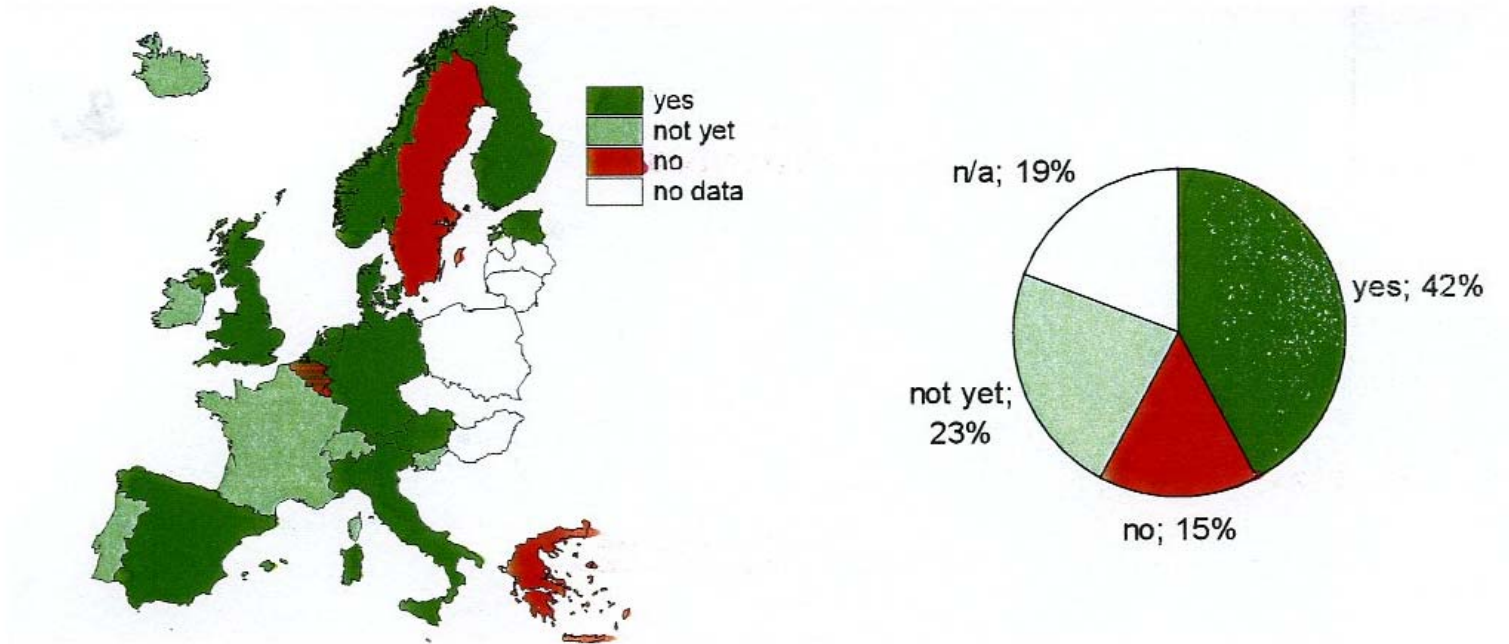 yes
not yet
no
no data
n/a; 19%
yes; 42%
not yet;
23%
no; 15%